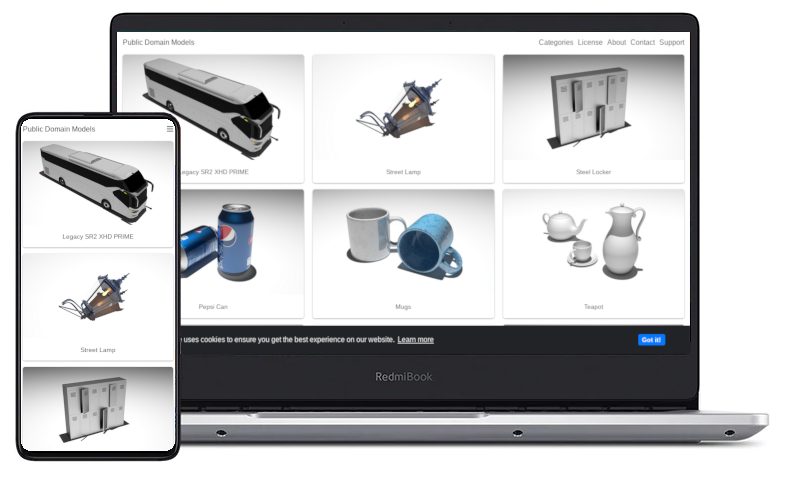 Public Domain Models
Categories License About Contact Support
Legacy SR2 XHD PRIME
Street Lamp
Steel Locker
Pepsi Can
Mugs
Teapot
uses cookies to ensure you get the best experience on our website. Learn more
Got it!
RedmiBook
Public Domain Models
Legacy SR2 XHD PRIME
Street Lamp